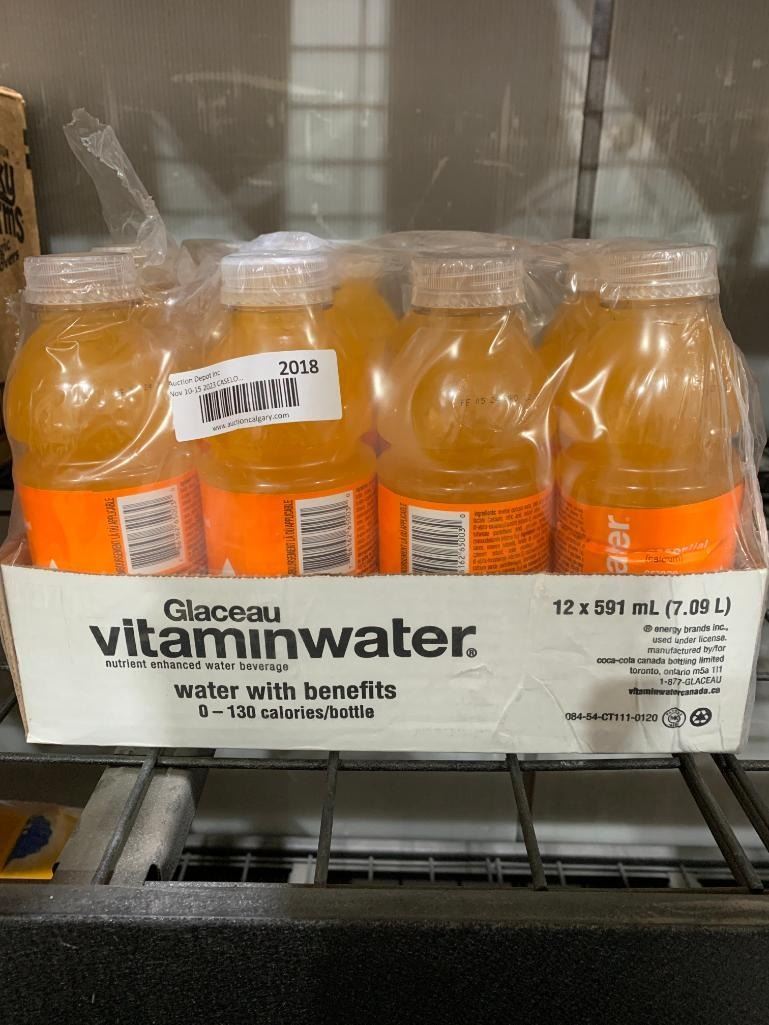 2018
Auction Depot Inc
Nov 10-15 2023 CASELO...
www.auctioncalgary.com
ater.
Glaceau
vitaminwater®
nutrient enhanced water beverage
water with benefits
0 – 130 calories/bottle
12 x 591 mL (7.09 L)
® energy brands inc.,
used under license.
manufactured by/for
coca-cola canada bottling limited
toronto, ontario m5a 1l1
1-877-GLACEAU
vitaminwatercanada.ca
084-54-CT111-0120